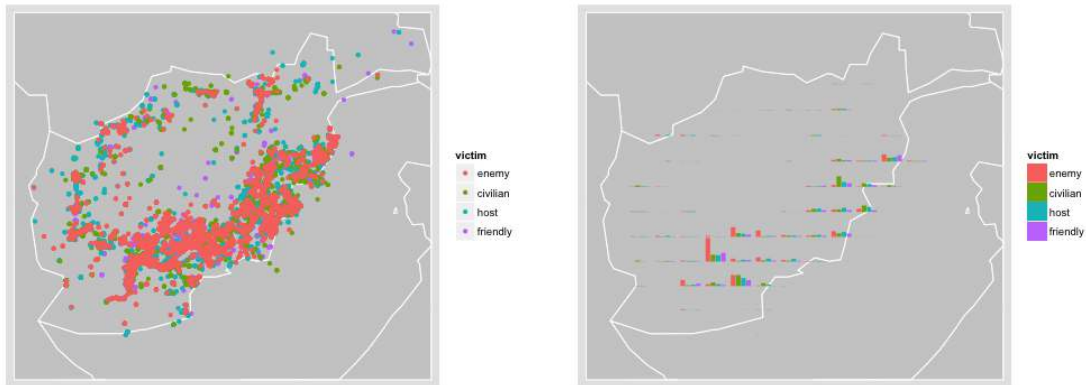 victim
enemy
civilian
host
friendly
victim
enemy
civilian
host
friendly